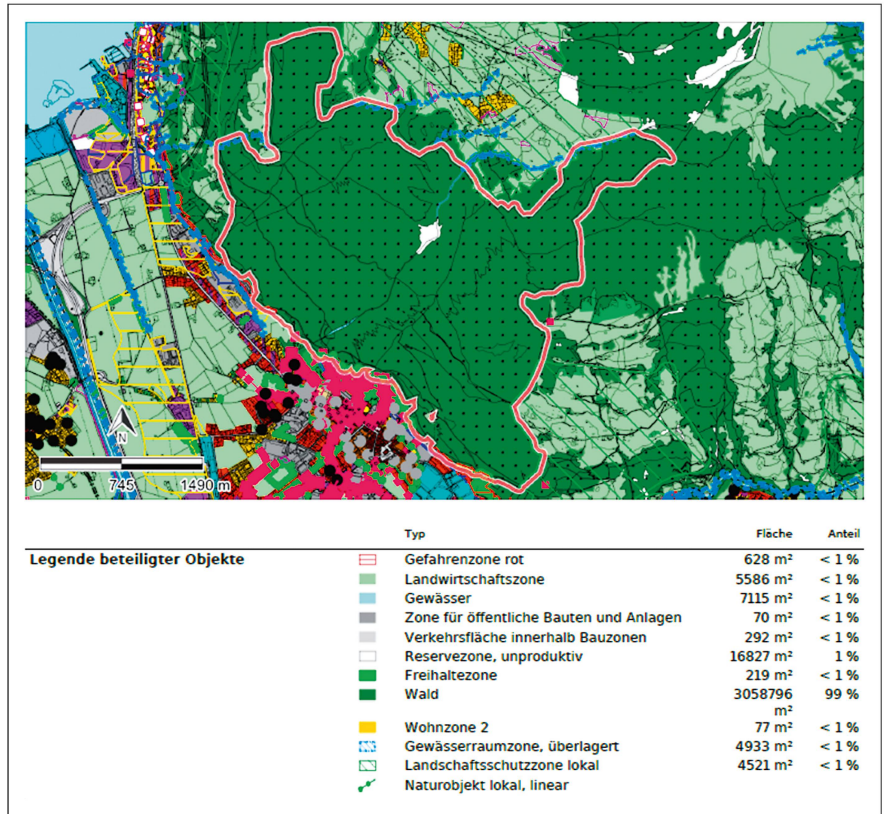 N
0 745 1490 m
Typ Fläche Anteil
Legende beteiligter Objekte Gefahrenzone rot 628 m² < 1 %
Landwirtschaftszone 5586 m² < 1 %
Gewässer 7115 m² < 1 %
Zone für öffentliche Bauten und Anlagen 70 m² < 1 %
Verkehrsfläche innerhalb Bauzonen 292 m² < 1 %
Reservezone, unproduktiv 16827 m² 1 %
Freihaltezone 219 m² < 1 %
Wald 3058796 99 %
m²
Wohnzone 2 77 m² < 1 %
Gewässerraumzone, überlagert 4933 m² < 1 %
Landschaftsschutzzone lokal 4521 m² < 1 %
Naturobjekt lokal, linear